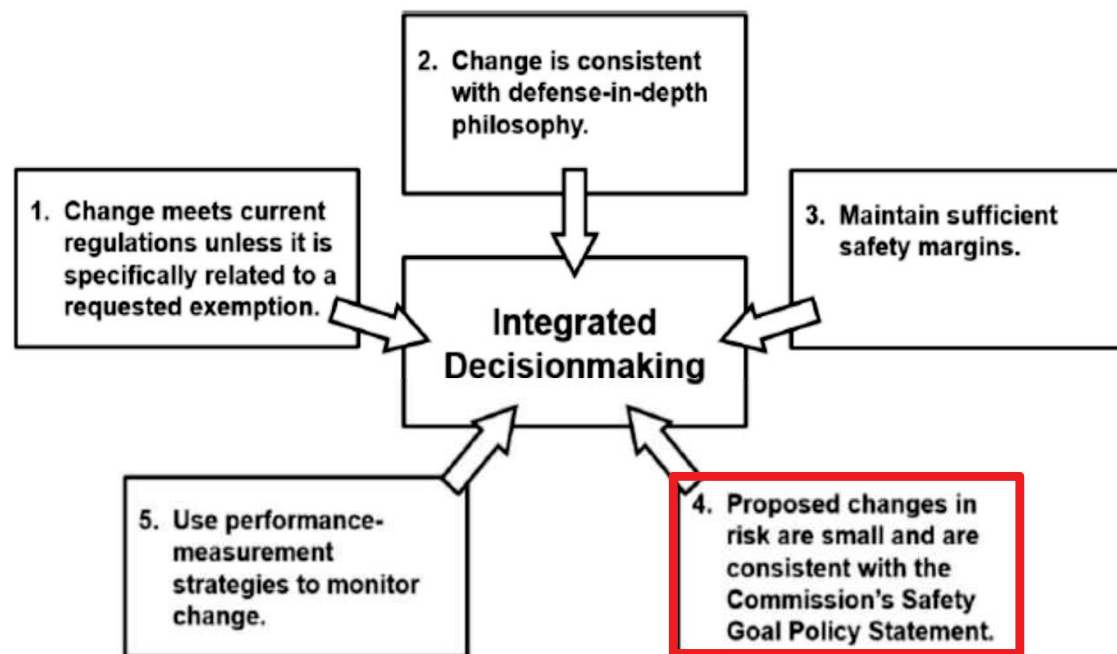 2. Change is consistent
with defense-in-depth
philosophy.
1. Change meets current
regulations unless it is
specifically related to a
requested exemption.
3. Maintain sufficient
safety margins.
Integrated
Decisionmaking
5. Use performance-
measurement
strategies to monitor
change.
4. Proposed changes in
risk are small and are
consistent with the
Commission's Safety
Goal Policy Statement.